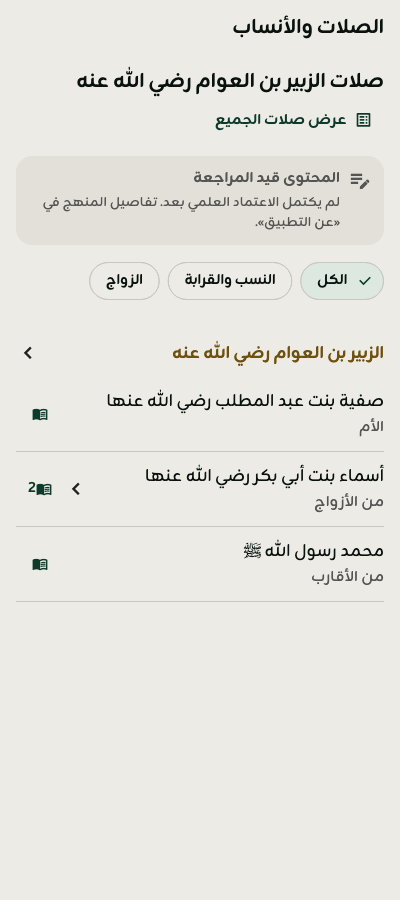 الصلات والأنساب
صلات الزبير بن العوام رضي الله عنه
عرض صلات الجميع
المحتوى قيد المراجعة
لم يكتمل الاعتماد العلمي بعد. تفاصيل المنهج في
«عن التطبيق».
الكل
النسب والقرابة
الزواج
الزبير بن العوام رضي الله عنه
صفية بنت عبد المطلب رضي الله عنها
الأم
أسماء بنت أبي بكر رضي الله عنها
2
من الأزواج
محمد رسول الله ﷺ
من الأقارب